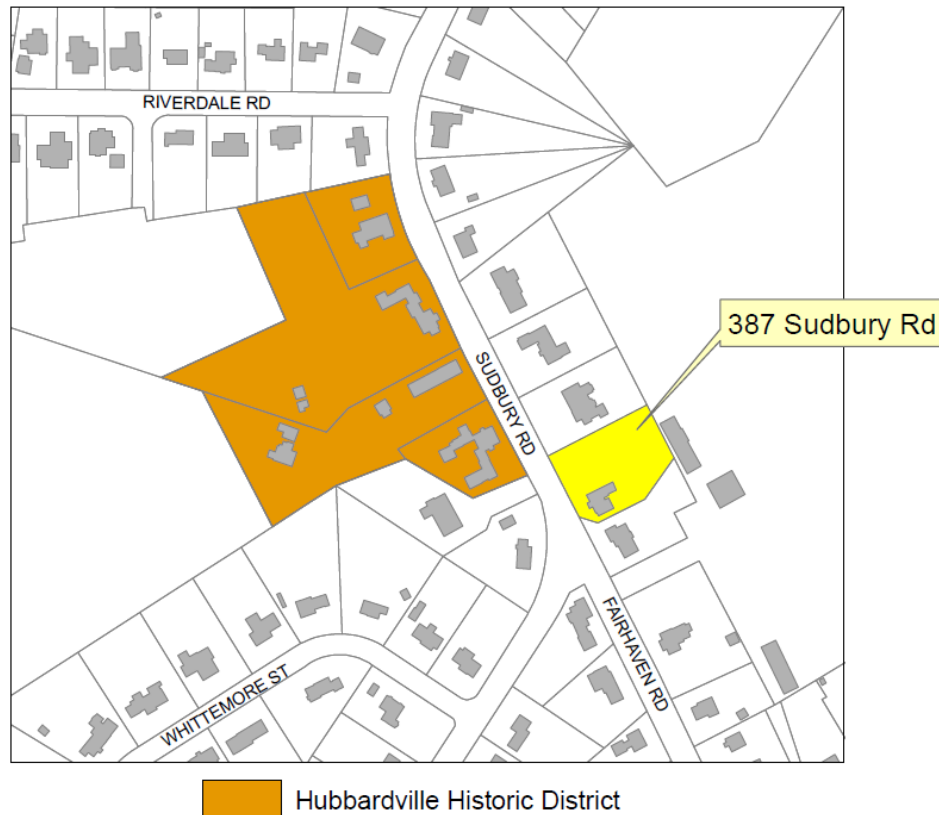 RIVERDALE RD
387 Sudbury Rd
SUDBURY RD
FAIRHAVEN RD
WHITTEMORE ST
Hubbardville Historic District